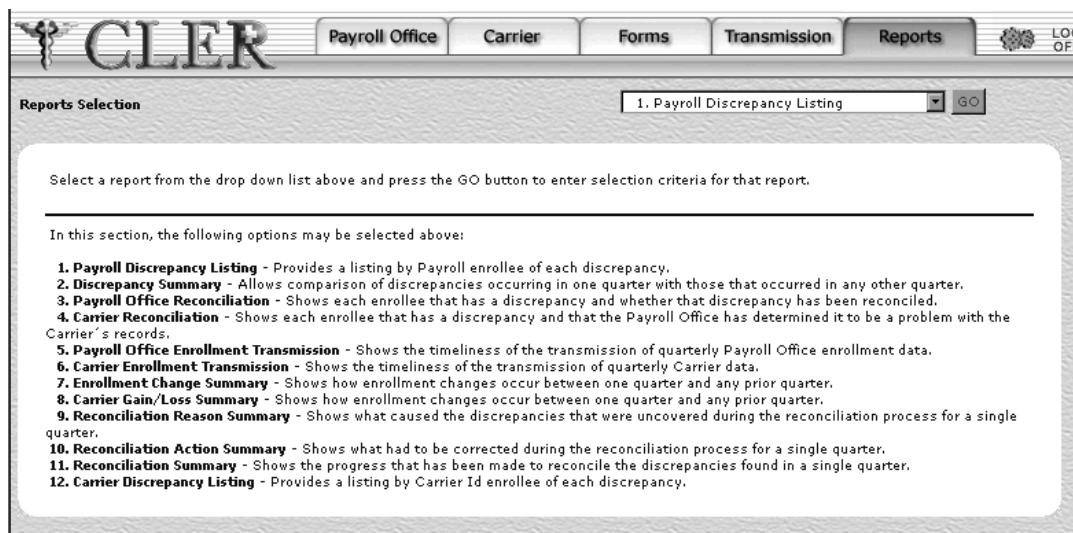 CLER
Payroll Office
Carrier
Forms
Transmission
Reports
LOG
OF
Reports Selection
1. Payroll Discrepancy Listing
GO
Select a report from the drop down list above and press the GO button to enter selection criteria for that report.
In this section, the following options may be selected above:
1. Payroll Discrepancy Listing - Provides a listing by Payroll enrollee of each discrepancy.
2. Discrepancy Summary - Allows comparison of discrepancies occurring in one quarter with those that occurred in any other quarter.
3. Payroll Office Reconciliation - Shows each enrollee that has a discrepancy and whether that discrepancy has been reconciled.
4. Carrier Reconciliation - Shows each enrollee that has a discrepancy and that the Payroll Office has determined it to be a problem with the
Carrier´s records.
5. Payroll Office Enrollment Transmission - Shows the timeliness of the transmission of quarterly Payroll Office enrollment data.
6. Carrier Enrollment Transmission - Shows the timeliness of the transmission of quarterly Carrier data.
7. Enrollment Change Summary - Shows how enrollment changes occur between one quarter and any prior quarter.
8. Carrier Gain/Loss Summary - Shows how enrollment changes occur between one quarter and any prior quarter.
9. Reconciliation Reason Summary - Shows what caused the discrepancies that were uncovered during the reconciliation process for a single
quarter.
10. Reconciliation Action Summary - Shows what had to be corrected during the reconciliation process for a single quarter.
11. Reconciliation Summary - Shows the progress that has been made to reconcile the discrepancies found in a single quarter.
12. Carrier Discrepancy Listing - Provides a listing by Carrier Id enrollee of each discrepancy.